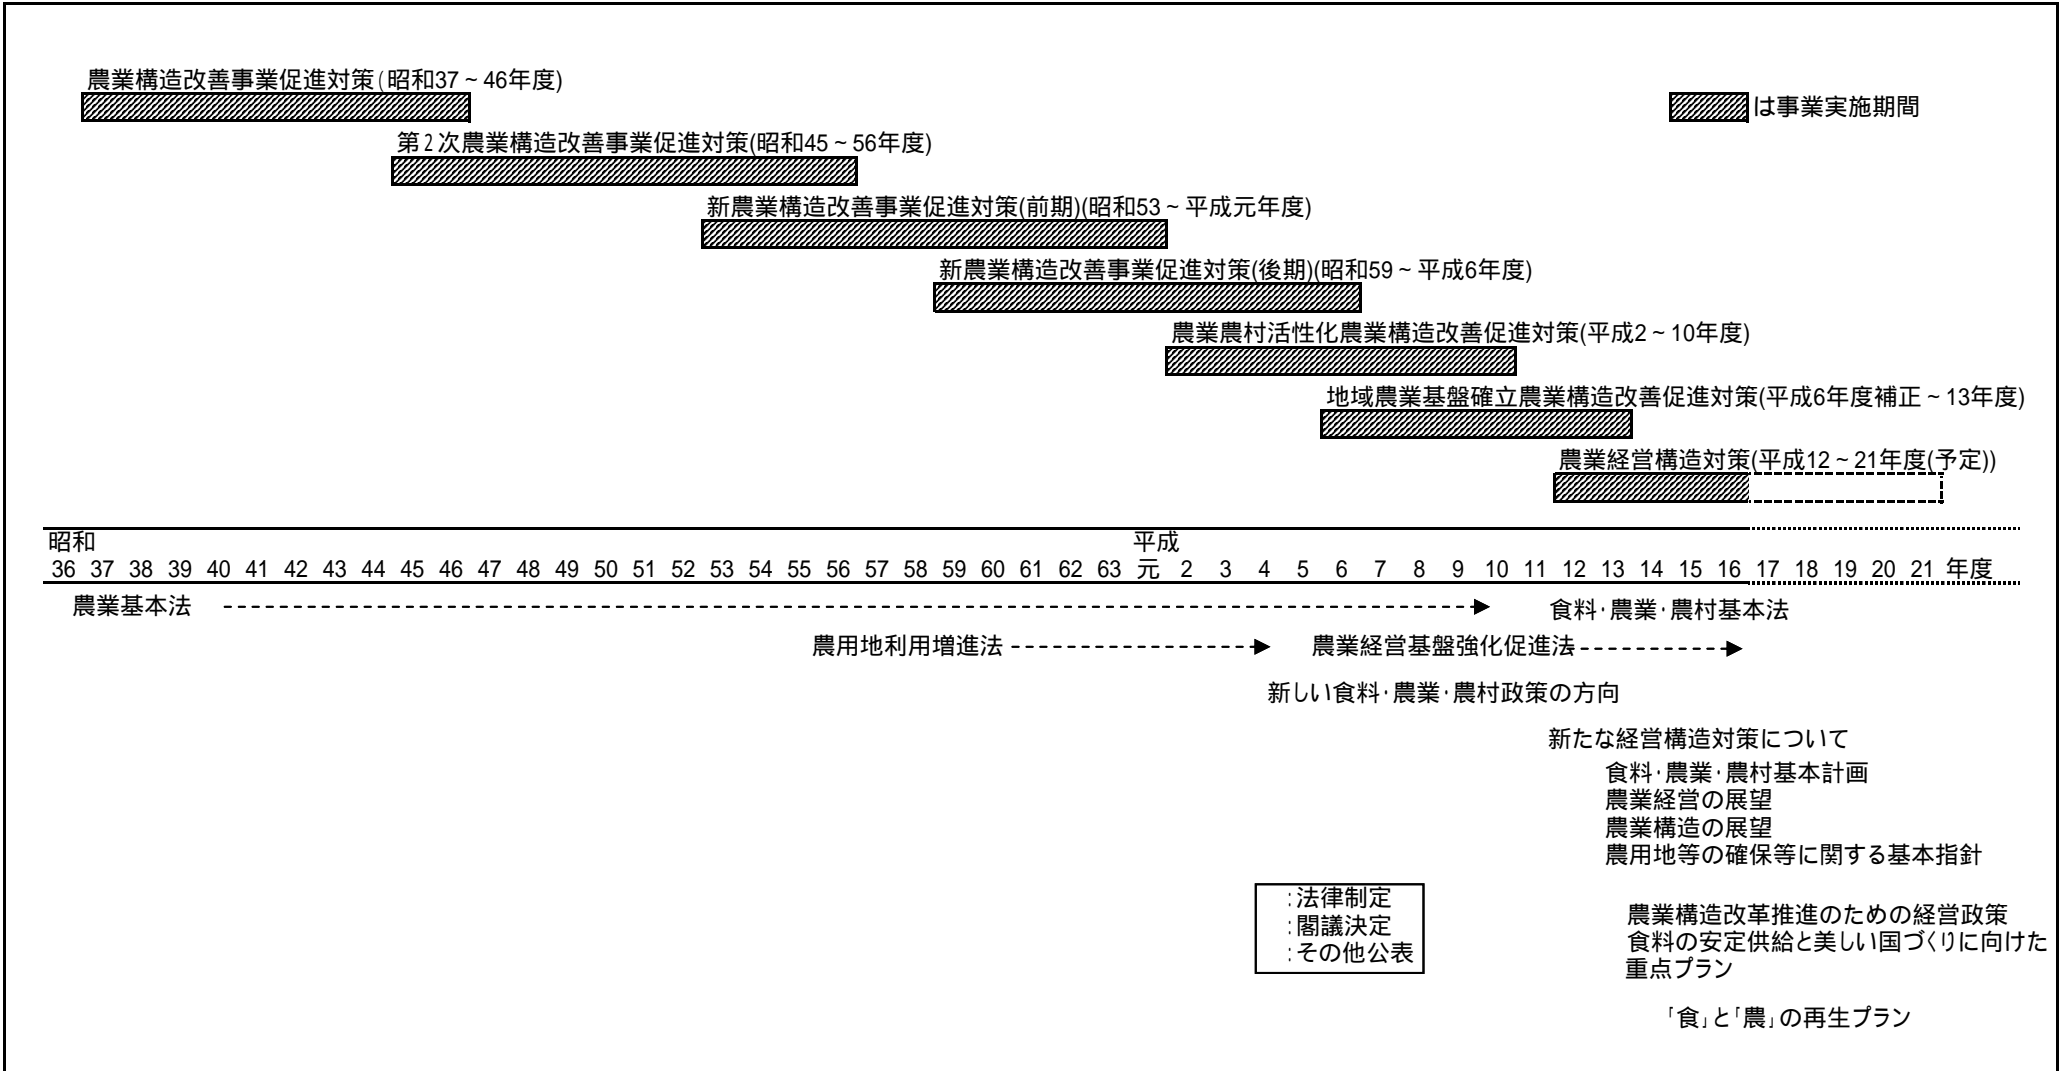 農業構造改善事業促進対策(昭和37~46年度)
は事業実施期間
第2次農業構造改善事業促進対策(昭和45~56年度)
新農業構造改善事業促進対策(前期)(昭和53~平成元年度)
新農業構造改善事業促進対策(後期)(昭和59~平成6年度)
農業農村活性化農業構造改善促進対策(平成2~10年度)
地域農業基盤確立農業構造改善促進対策(平成6年度補正~13年度)
農業経営構造対策(平成12~21年度(予定))
昭和 平成
36 37 38 39 40 41 42 43 44 45 46 47 48 49 50 51 52 53 54 55 56 57 58 59 60 61 62 63 元 2 3 4 5 6 7 8 9 10 11 12 13 14 15 16 17 18 19 20 21 年度
農業基本法 食料・農業・農村基本法
農用地利用増進法 農業経営基盤強化促進法
新しい食料・農業・農村政策の方向
新たな経営構造対策について
食料・農業・農村基本計画
農業経営の展望
農業構造の展望
農用地等の確保等に関する基本指針
:法律制定
:閣議決定
:その他公表
農業構造改革推進のための経営政策
食料の安定供給と美しい国づくりに向けた
重点プラン
「食」と「農」の再生プラン